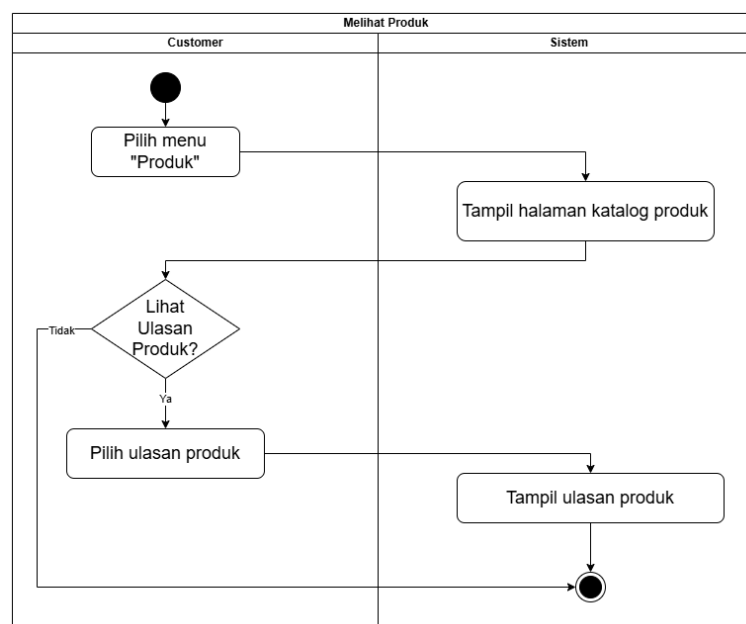 Melihat Produk
Customer
Sistem
Pilih menu
"Produk"
Tampil halaman katalog produk
Lihat
Ulasan
Produk?
Tidak
Ya
Pilih ulasan produk
Tampil ulasan produk